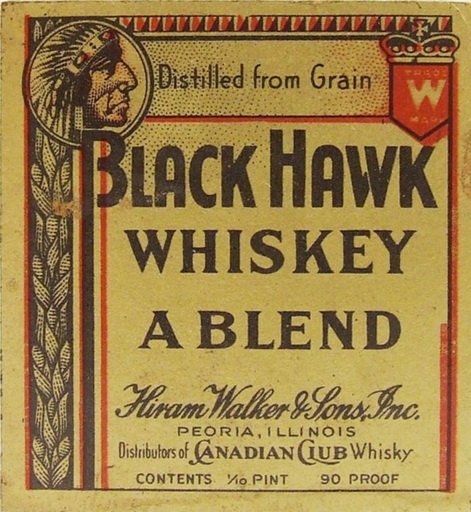 Distilled from Grain
TRADE
W
MARK
BLACK HAWK
WHISKEY
A BLEND
Hiram Walker & Sons, Inc.
PEORIA, ILLINOIS
Distributors of CANADIAN CLUB Whisky
CONTENTS 1/10 PINT 90 PROOF